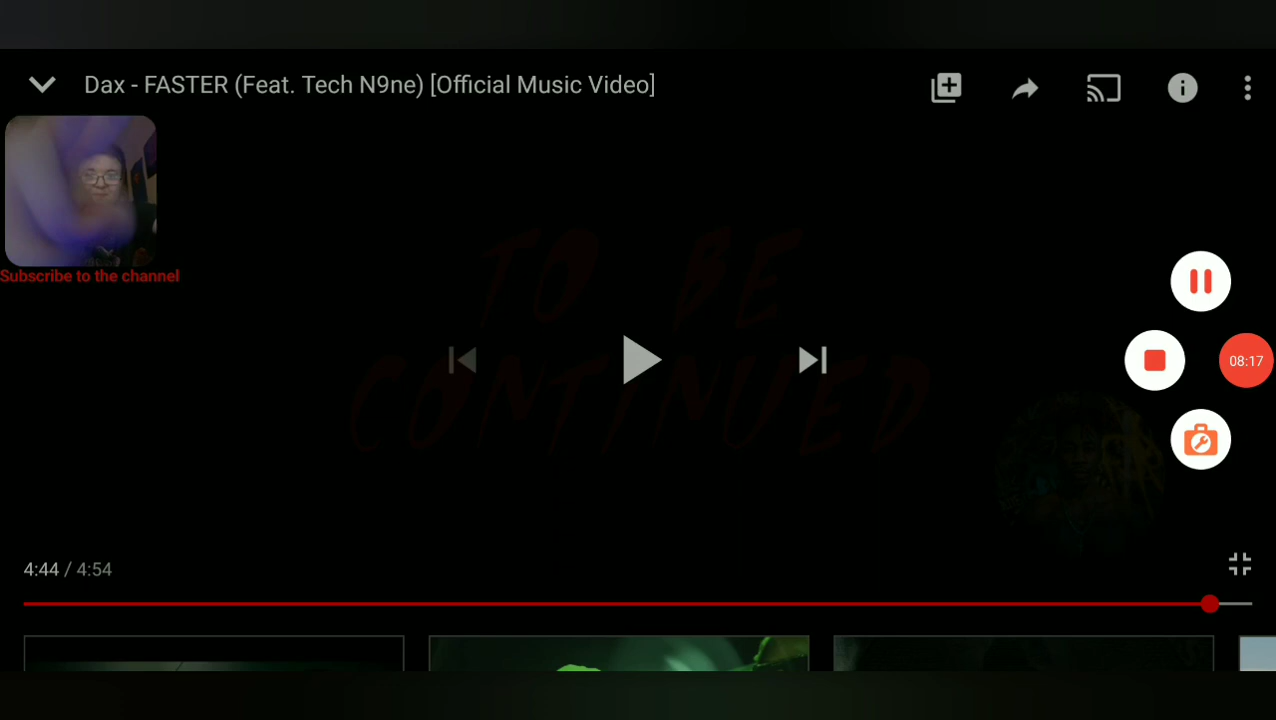 Dax - FASTER (Feat. Tech N9ne) [Official Music Video]
Subscribe to the channel
TO BE
CONTINUED
08:17
4:44 / 4:54